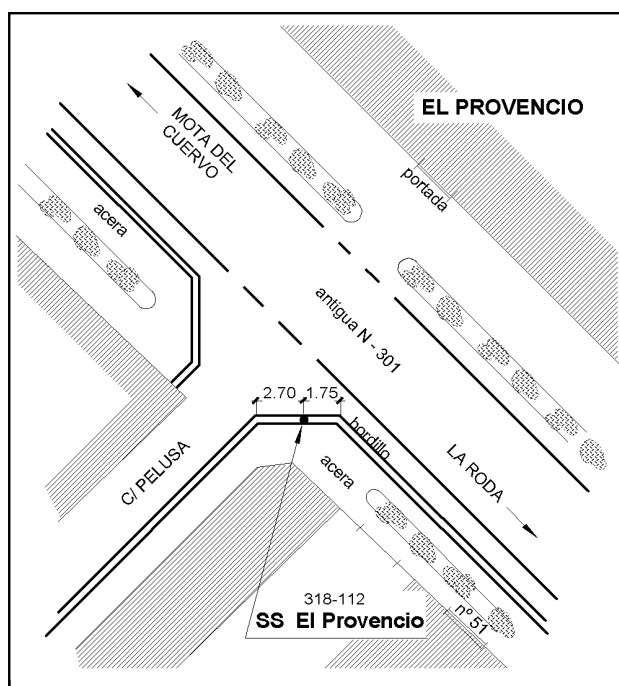 EL PROVENCIO
MOTA DEL
CUERVO
portada
acera
antigua N - 301
2.70
1.75
bordillo
C/ PELUSA
acera
LA RODA
318-112
SS El Provencio
nº 51